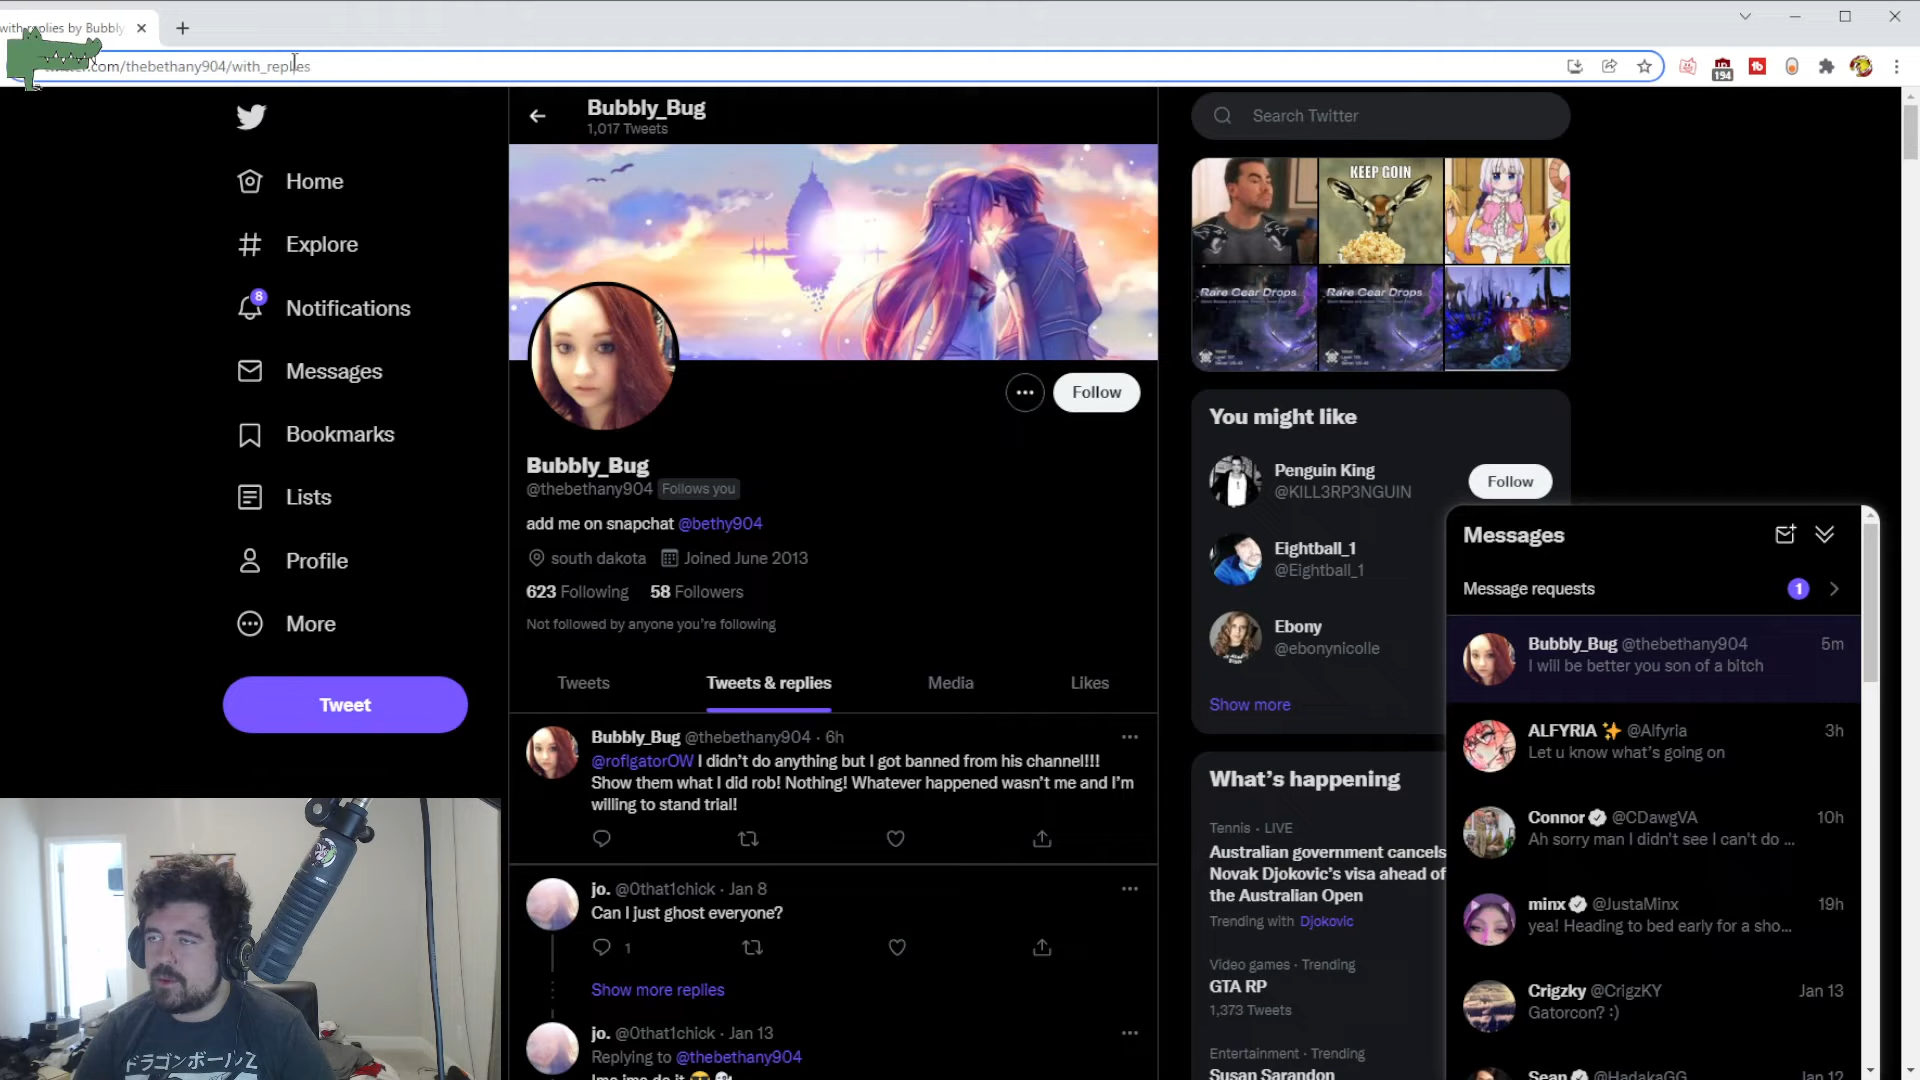 with replies by Bubbly
.com/thebethany904/with_replies
194
Bubbly_Bug
1,017 Tweets
Home
Explore
8
Notifications
Messages
Bookmarks
Lists
Profile
More
Tweet
Follow
Bubbly_Bug
@thebethany904 Follows you
add me on snapchat @bethy904
south dakota Joined June 2013
623 Following 58 Followers
Not followed by anyone you're following
Tweets Tweets & replies Media Likes
Bubbly_Bug @thebethany904 · 6h
@roflgatorOW I didn't do anything but I got banned from his channel!!!
Show them what I did rob! Nothing! Whatever happened wasn't me and I'm
willing to stand trial!
jo. @0that1chick · Jan 8
Can I just ghost everyone?
1
Show more replies
jo. @0that1chick · Jan 13
Replying to @thebethany904
Search Twitter
KEEP GOIN
Rare Gear Drops
Rare Gear Drops
You might like
Penguin King
@KILL3RP3NGUIN
Follow
Eightball_1
@Eightball_1
Ebony
@ebonynicolle
Show more
What's happening
Tennis · LIVE
Australian government cancels
Novak Djokovic's visa ahead of
the Australian Open
Trending with Djokovic
Video games · Trending
GTA RP
1,373 Tweets
Entertainment · Trending
Susan Sarandon
Messages
Message requests
1
Bubbly_Bug @thebethany904 5m
I will be better you son of a bitch
ALFYRIA ✨ @Alfyria 3h
Let u know what's going on
Connor @CDawgVA 10h
Ah sorry man I didn't see I can't do ...
minx @JustaMinx 19h
yea! Heading to bed early for a sho...
Crigzky @CrigzKY Jan 13
Gatorcon? :)
Sean @HadakaGG Jan 12
ドラゴンボールZ